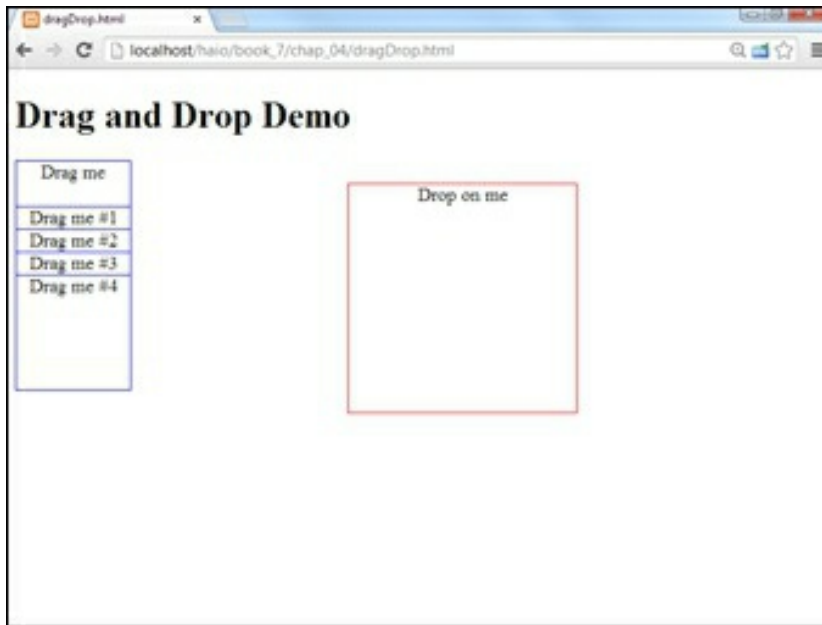 dragDrop.html
localhost/haio/book_7/chap_04/dragDrop.html
Drag and Drop Demo
Drag me
Drag me #1
Drag me #2
Drag me #3
Drag me #4
Drop on me